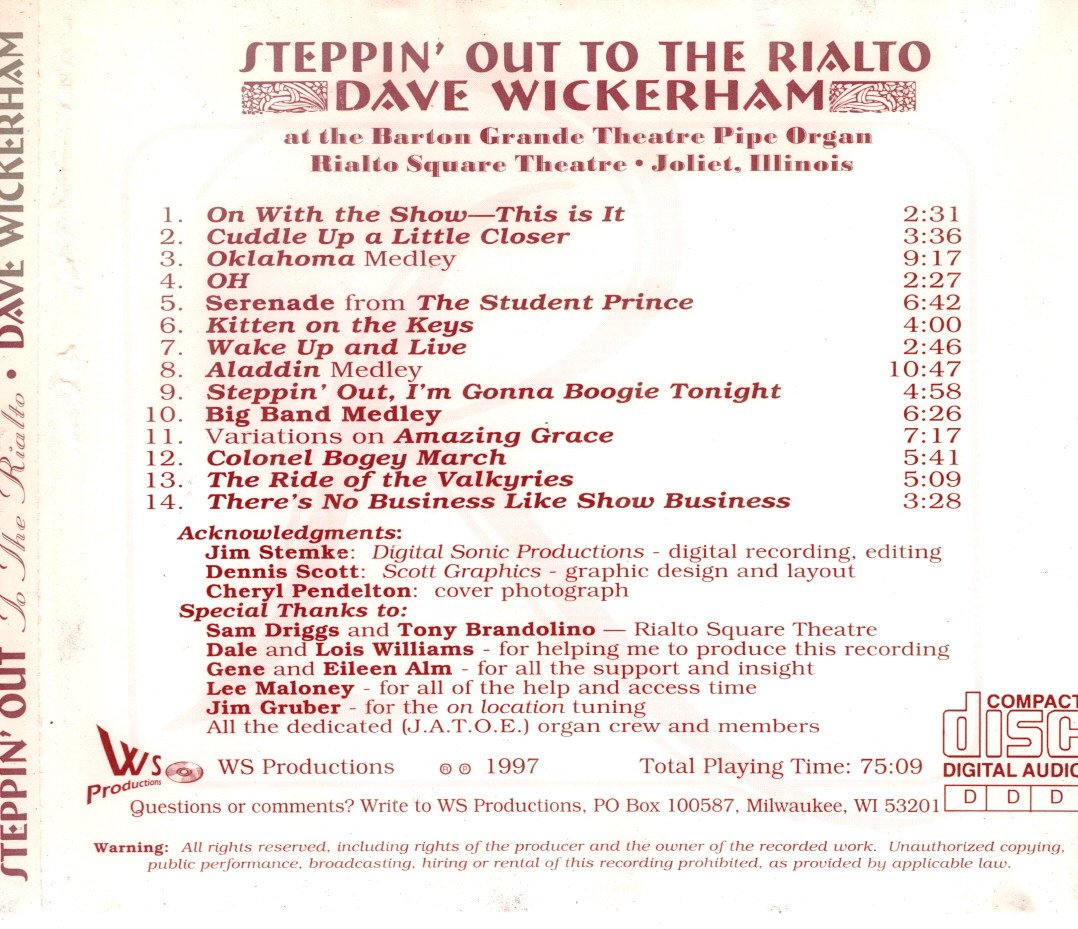 STEPPIN' OUT To The Rialto • DAVE WICKERHAM
STEPPIN' OUT TO THE RIALTO
DAVE WICKERHAM
at the Barton Grande Theatre Pipe Organ
Rialto Square Theatre • Joliet, Illinois
1. On With the Show—This is It 2:31
2. Cuddle Up a Little Closer 3:36
3. Oklahoma Medley 9:17
4. OH 2:27
5. Serenade from The Student Prince 6:42
6. Kitten on the Keys 4:00
7. Wake Up and Live 2:46
8. Aladdin Medley 10:47
9. Steppin' Out, I'm Gonna Boogie Tonight 4:58
10. Big Band Medley 6:26
11. Variations on Amazing Grace 7:17
12. Colonel Bogey March 5:41
13. The Ride of the Valkyries 5:09
14. There's No Business Like Show Business 3:28
Acknowledgments:
Jim Stemke: Digital Sonic Productions - digital recording, editing
Dennis Scott: Scott Graphics - graphic design and layout
Cheryl Pendelton: cover photograph
Special Thanks to:
Sam Driggs and Tony Brandolino — Rialto Square Theatre
Dale and Lois Williams - for helping me to produce this recording
Gene and Eileen Alm - for all the support and insight
Lee Maloney - for all of the help and access time
Jim Gruber - for the on location tuning
All the dedicated (J.A.T.O.E.) organ crew and members
WS Productions
WS Productions ® ® 1997 Total Playing Time: 75:09
COMPACT
disc
DIGITAL AUDIO
D D D
Questions or comments? Write to WS Productions, PO Box 100587, Milwaukee, WI 53201
Warning: All rights reserved, including rights of the producer and the owner of the recorded work. Unauthorized copying,
public performance, broadcasting, hiring or rental of this recording prohibited, as provided by applicable law.